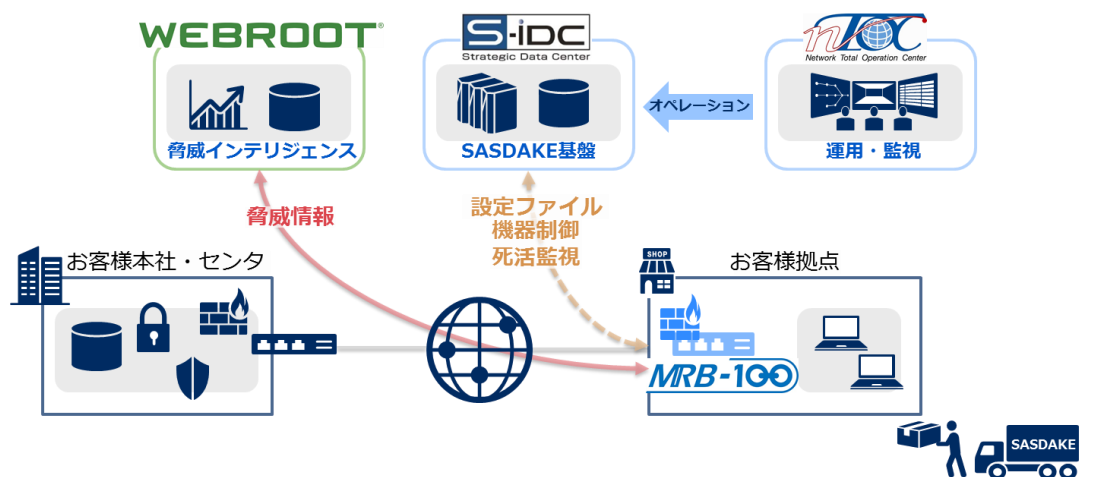 WEBROOT®
脅威インテリジェンス
S-iDC
Strategic Data Center
SASDAKE基盤
オペレーション
nTOC
Network Total Operation Center
運用・監視
脅威情報
設定ファイル
機器制御
死活監視
お客様本社・センタ
SHOP
お客様拠点
MRB-100
SASDAKE